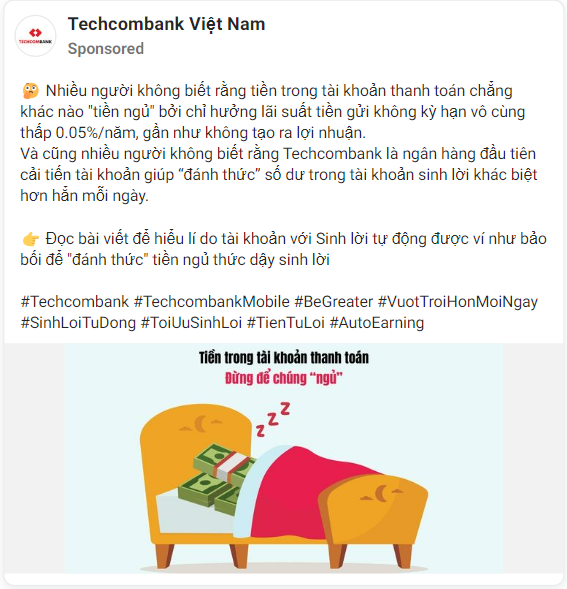 Techcombank Việt Nam
TECHCOMBANK
Sponsored
🤔 Nhiều người không biết rằng tiền trong tài khoản thanh toán chẳng
khác nào "tiền ngủ" bởi chỉ hưởng lãi suất tiền gửi không kỳ hạn vô cùng
thấp 0.05%/năm, gần như không tạo ra lợi nhuận.
Và cũng nhiều người không biết rằng Techcombank là ngân hàng đầu tiên
cải tiến tài khoản giúp “đánh thức” số dư trong tài khoản sinh lời khác biệt
hơn hẳn mỗi ngày.
👉 Đọc bài viết để hiểu lí do tài khoản với Sinh lời tự động được ví như bảo
bối để "đánh thức" tiền ngủ thức dậy sinh lời
#Techcombank #TechcombankMobile #BeGreater #VuotTroiHonMoiNgay
#SinhLoiTuDong #ToiUuSinhLoi #TienTuLoi #AutoEarning
Tiền trong tài khoản thanh toán
Đừng để chúng “ngủ”
z z z